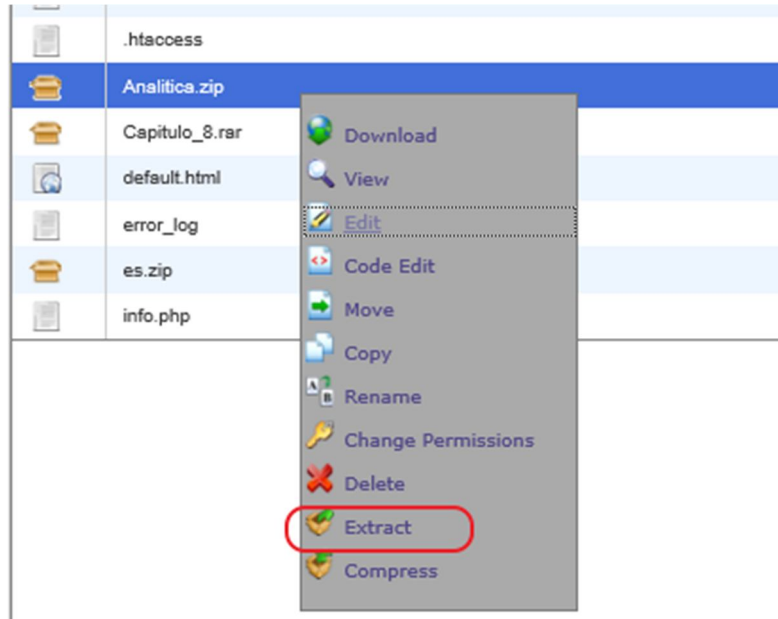 .htaccess
Analitica.zip
Capitulo_8.rar
default.html
error_log
es.zip
info.php
Download
View
Edit
Code Edit
Move
Copy
Rename
Change Permissions
Delete
Extract
Compress